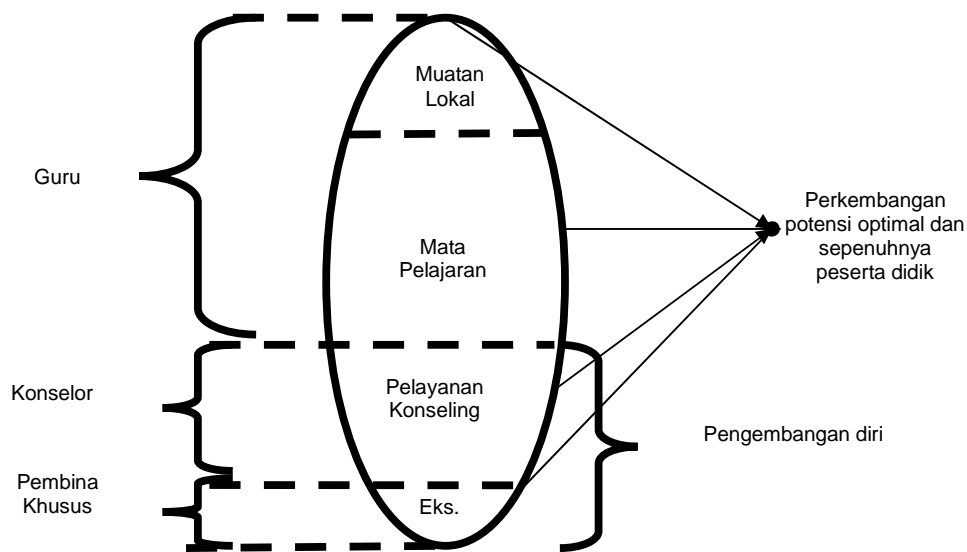 Muatan
Lokal
Guru
Mata
Pelajaran
Perkembangan
potensi optimal dan
sepenuhnya
peserta didik
Konselor
Pelayanan
Konseling
Pengembangan diri
Pembina
Khusus
Eks.